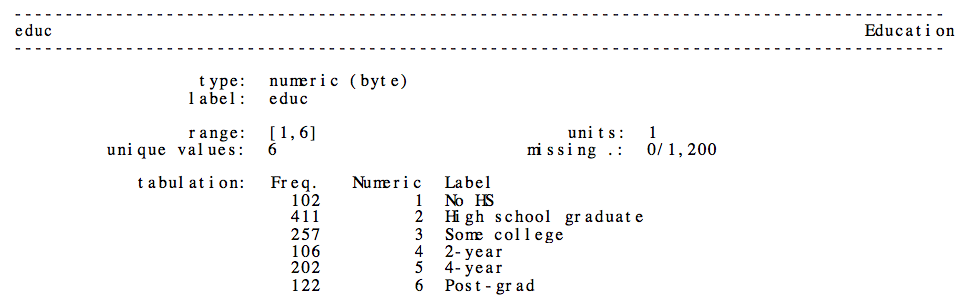 --------------------------------------------------------------------------------
educ                                                                   Education
--------------------------------------------------------------------------------
type:  numeric (byte)
label:  educ
range:  [1,6]                        units:  1
unique values:  6                            missing .:  0/1,200
tabulation:  Freq.   Numeric  Label
102         1  No HS
411         2  High school graduate
257         3  Some college
106         4  2-year
202         5  4-year
122         6  Post-grad